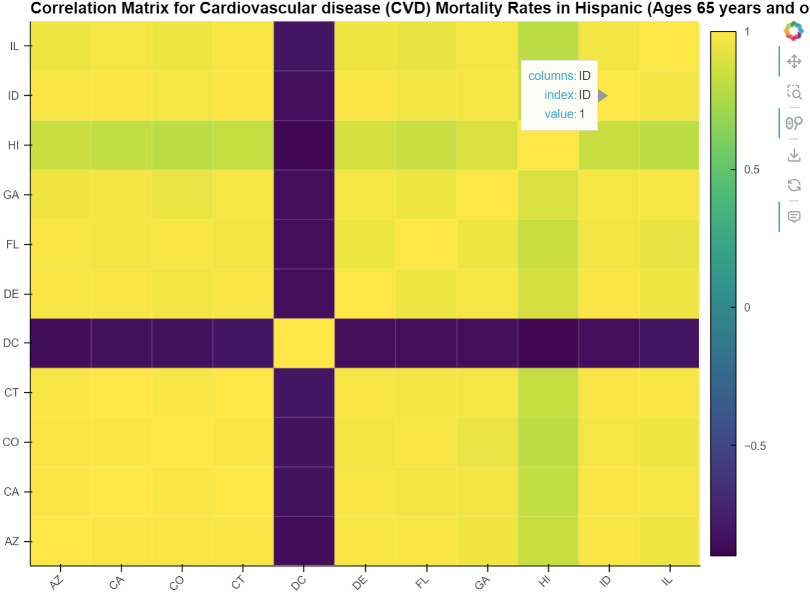 Correlation Matrix for Cardiovascular disease (CVD) Mortality Rates in Hispanic (Ages 65 years and o
IL
ID
HI
GA
FL
DE
DC
CT
CO
CA
AZ
columns: ID
index: ID
value: 1
1
0.5
0
−0.5
AZ
CA
CO
CT
DC
DE
FL
GA
HI
ID
IL